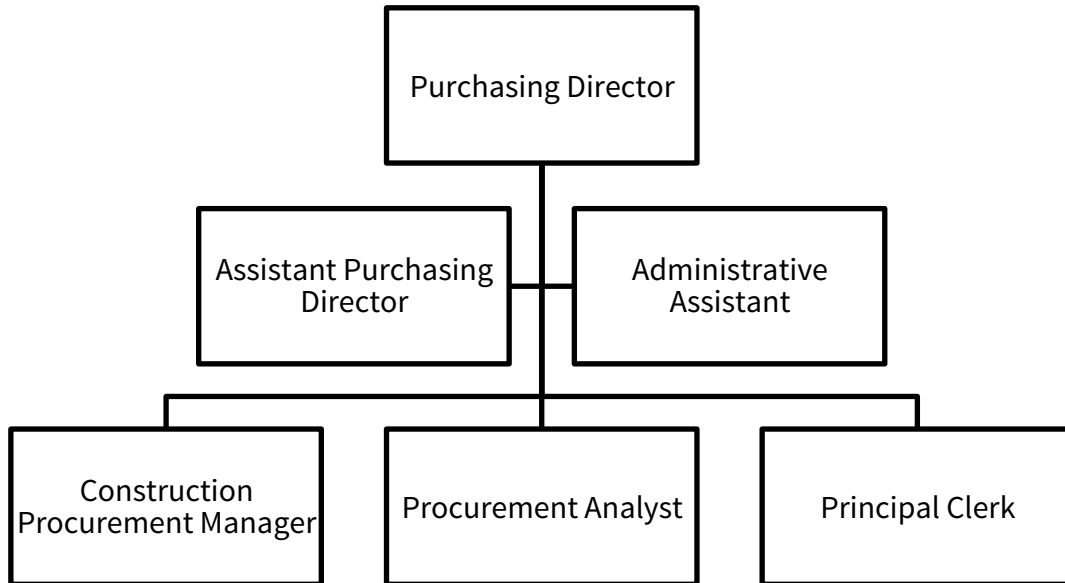 Purchasing Director
Assistant Purchasing
Director
Administrative
Assistant
Construction
Procurement Manager
Procurement Analyst
Principal Clerk